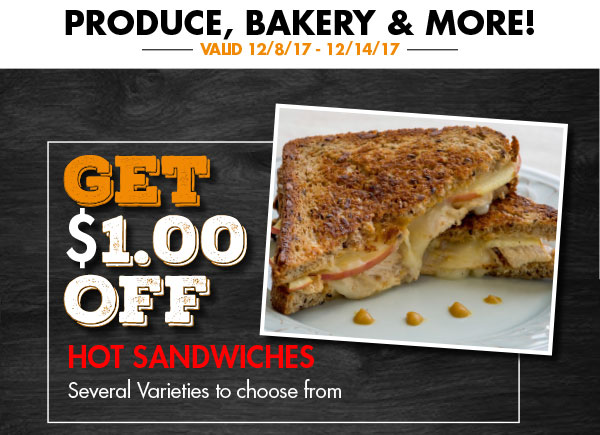 PRODUCE, BAKERY & MORE!
VALID 12/8/17 - 12/14/17
GET
$1.00
OFF
HOT SANDWICHES
Several Varieties to choose from